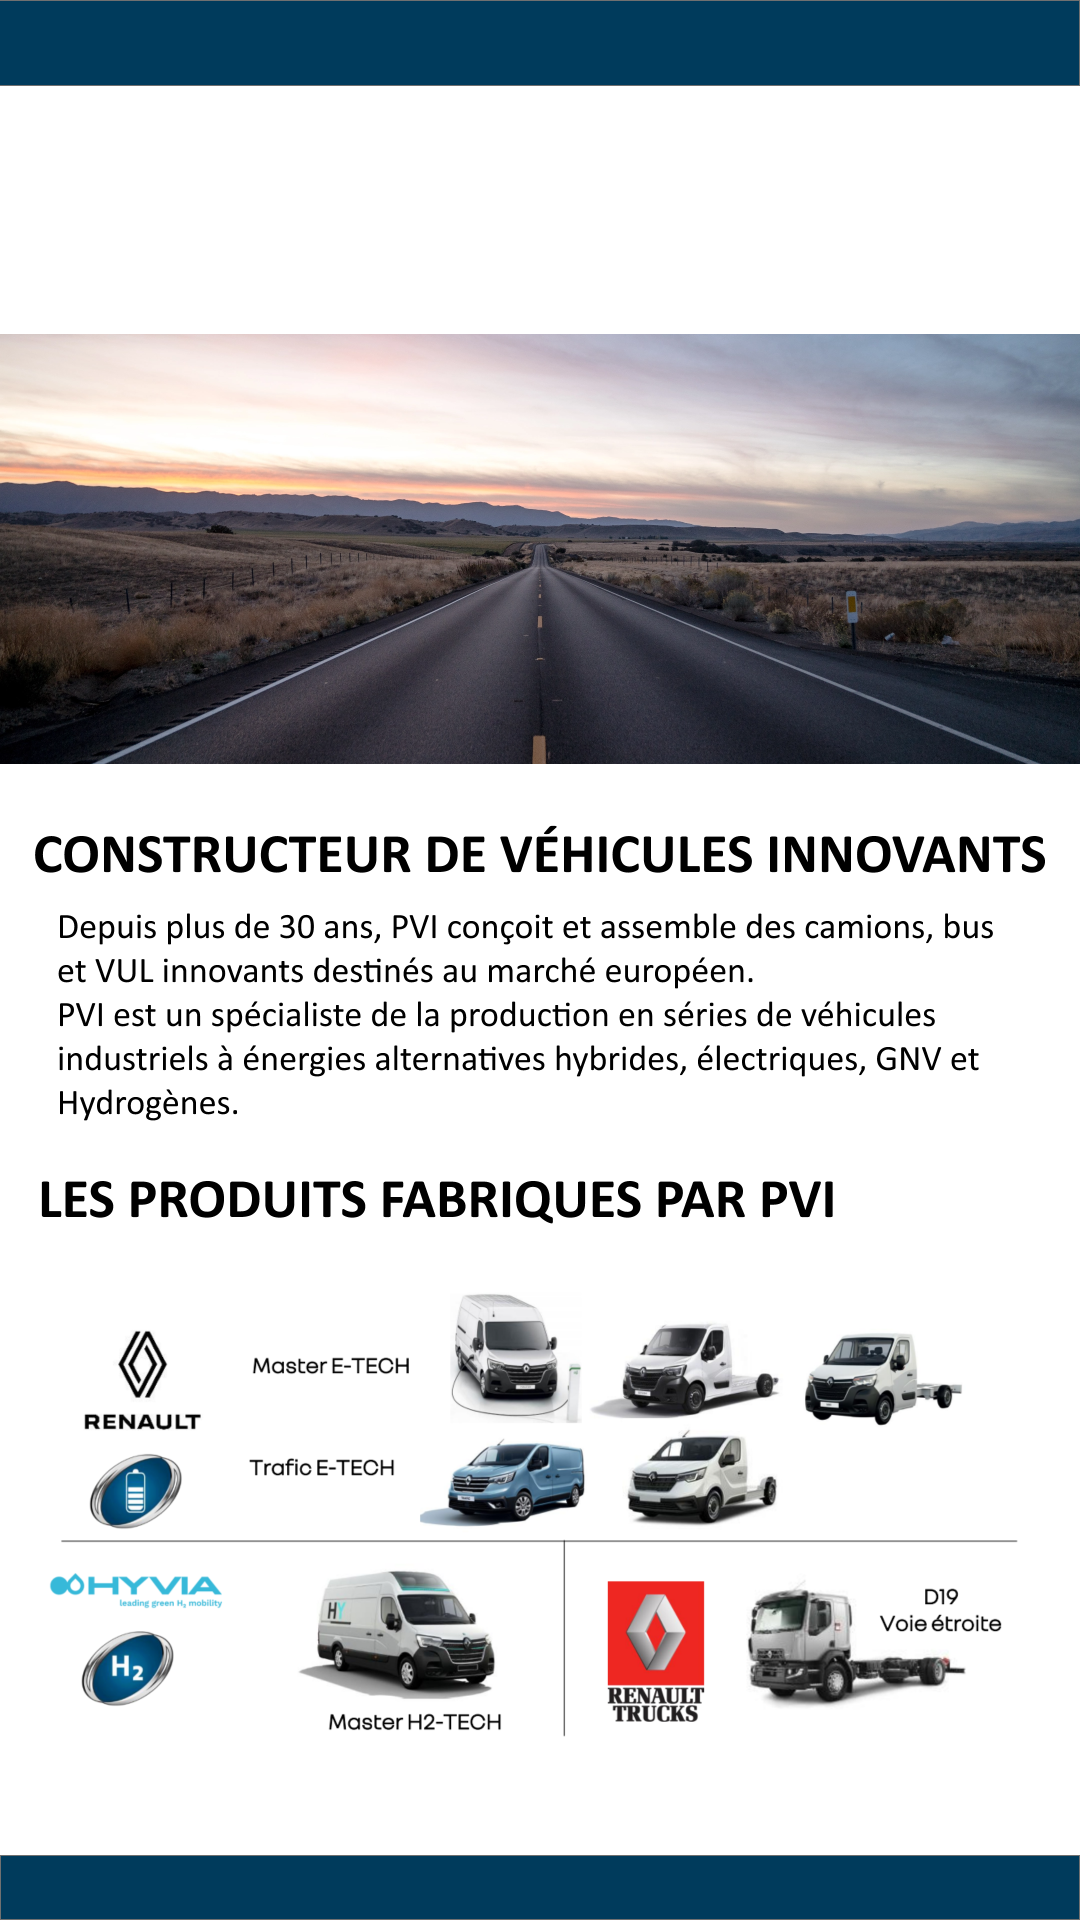 CONSTRUCTEUR DE VÉHICULES INNOVANTS
Depuis plus de 30 ans, PVI conçoit et assemble des camions, bus
et VUL innovants destinés au marché européen.
PVI est un spécialiste de la production en séries de véhicules
industriels à énergies alternatives hybrides, électriques, GNV et
Hydrogènes.
LES PRODUITS FABRIQUES PAR PVI
RENAULT
Master E-TECH
Trafic E-TECH
HYVIA
leading green H₂ mobility
H₂
HY
Master H2-TECH
RENAULT
TRUCKS
D19
Voie étroite